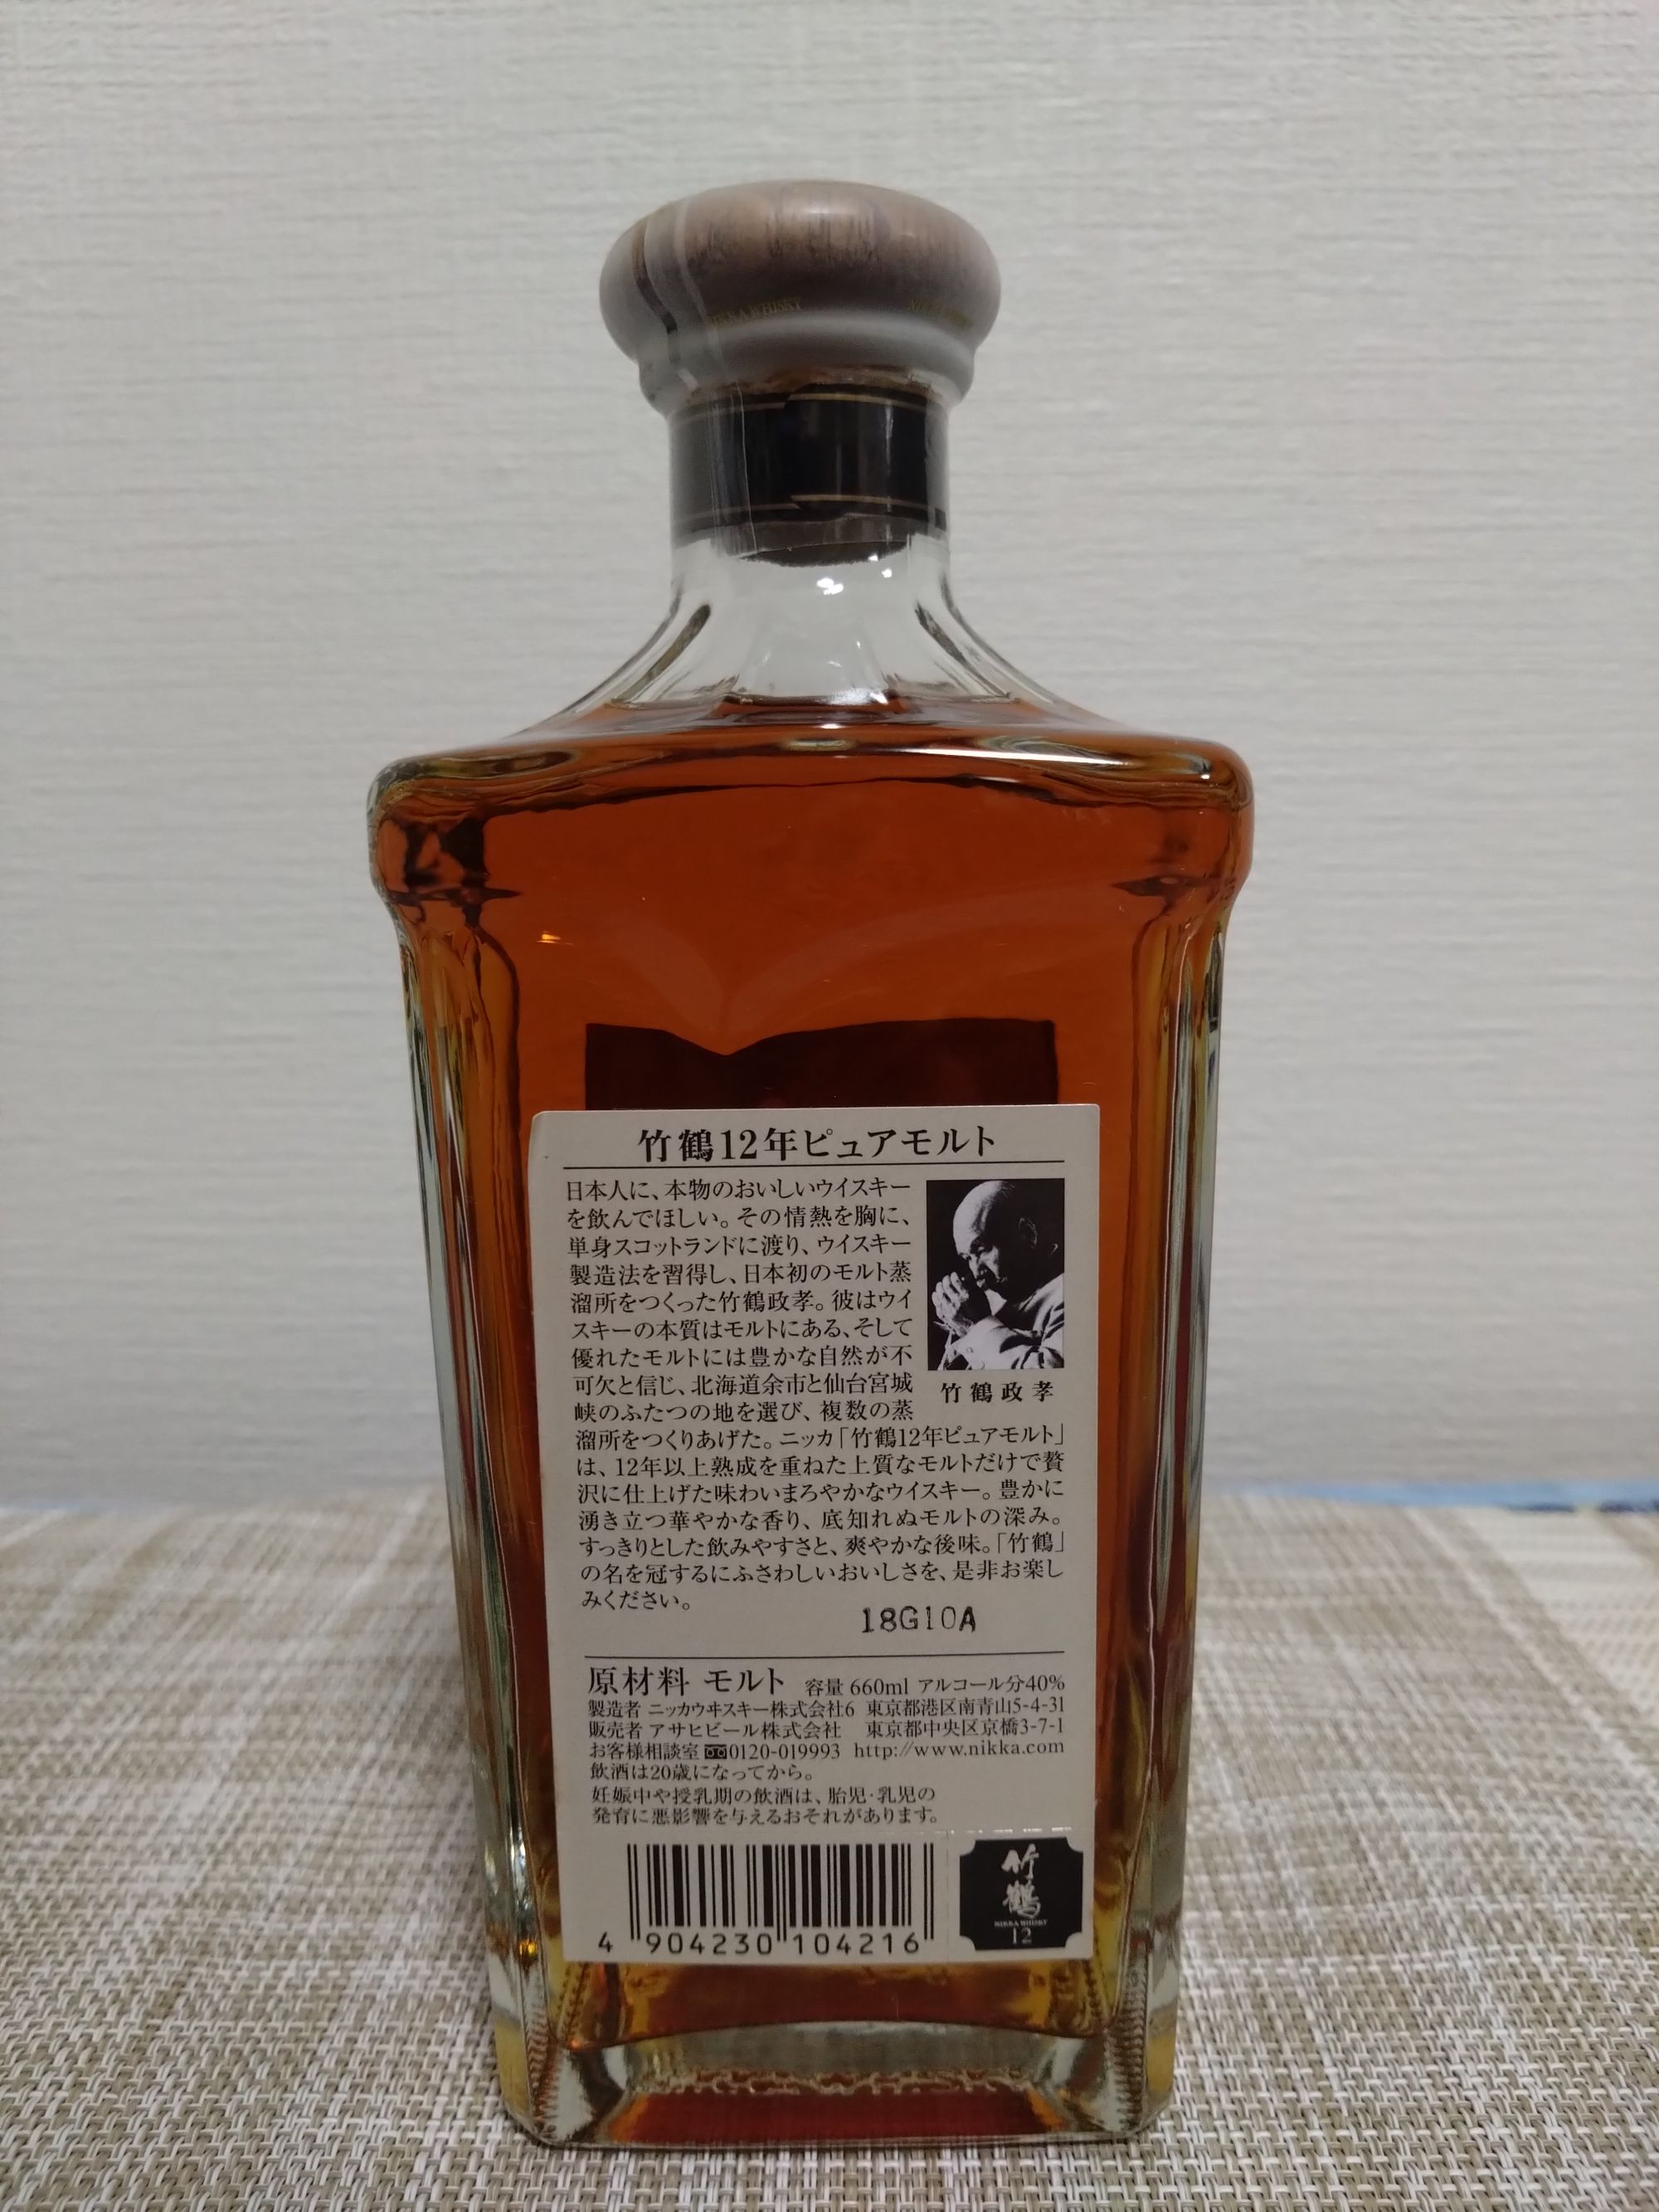 NIKKA WHISKY
竹鶴12年ピュアモルト
日本人に、本物のおいしいウイスキー
を飲んでほしい。その情熱を胸に、
単身スコットランドに渡り、ウイスキー
製造法を習得し、日本初のモルト蒸
溜所をつくった竹鶴政孝。彼はウイ
スキーの本質はモルトにある、そして
優れたモルトには豊かな自然が不
可欠と信じ、北海道余市と仙台宮城
峡のふたつの地を選び、複数の蒸
竹鶴政孝
溜所をつくりあげた。ニッカ「竹鶴12年ピュアモルト」
は、12年以上熟成を重ねた上質なモルトだけで贅
沢に仕上げた味わいまろやかなウイスキー。豊かに
湧き立つ華やかな香り、底知れぬモルトの深み。
すっきりとした飲みやすさと、爽やかな後味。「竹鶴」
の名を冠するにふさわしいおいしさを、是非お楽し
みください。
18G10A
原材料 モルト 容量 660ml アルコール分40%
製造者 ニッカウヰスキー株式会社6 東京都港区南青山5-4-31
販売者 アサヒビール株式会社 東京都中央区京橋3-7-1
お客様相談室 0120-019993 http://www.nikka.com
飲酒は20歳になってから。
妊娠中や授乳期の飲酒は、胎児・乳児の
発育に悪影響を与えるおそれがあります。
4 904230 104216
竹鶴
NIKKA WHISKY
12